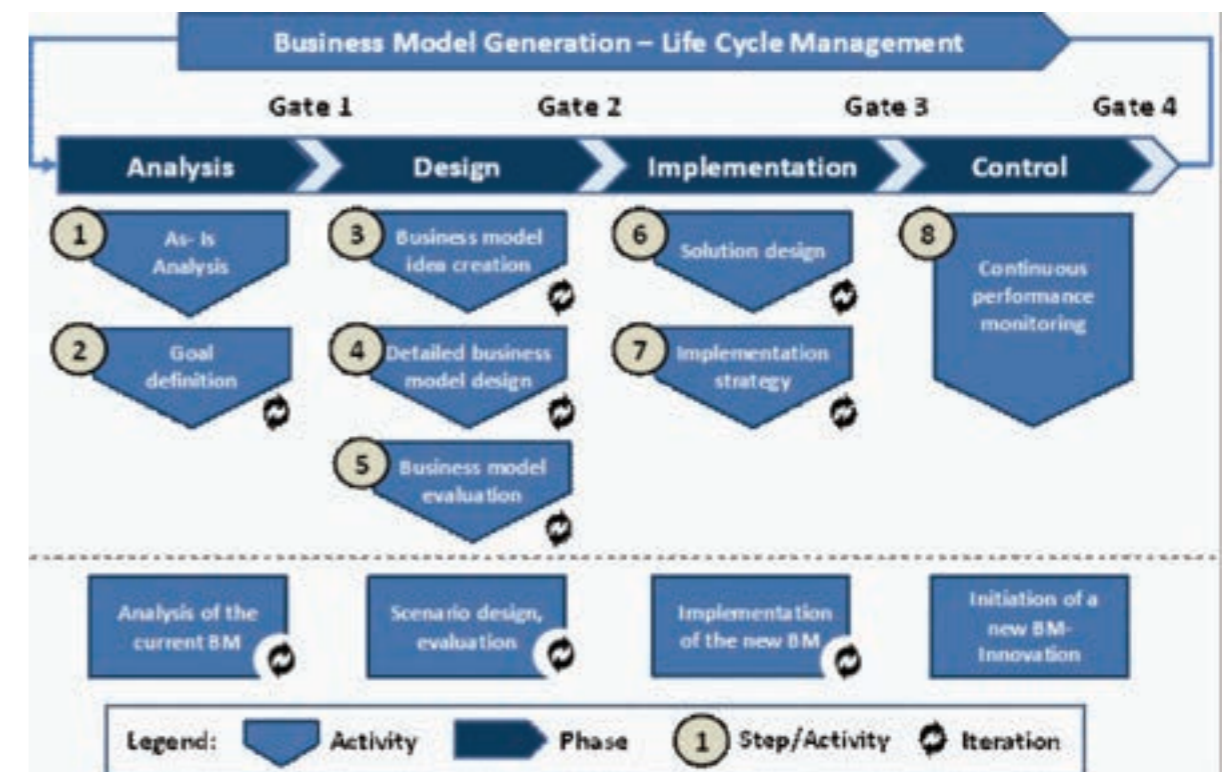 Business Model Generation – Life Cycle Management
Gate 1
Gate 2
Gate 3
Gate 4
Analysis
Design
Implementation
Control
1
As- Is
Analysis
2
Goal
definition
3
Business model
idea creation
4
Detailed business
model design
5
Business model
evaluation
6
Solution design
7
Implementation
strategy
8
Continuous
performance
monitoring
Analysis of the
current BM
Scenario design,
evaluation
Implementation
of the new BM
Initiation of a
new BM-
Innovation
Legend:
Activity
Phase
1
Step/Activity
Iteration